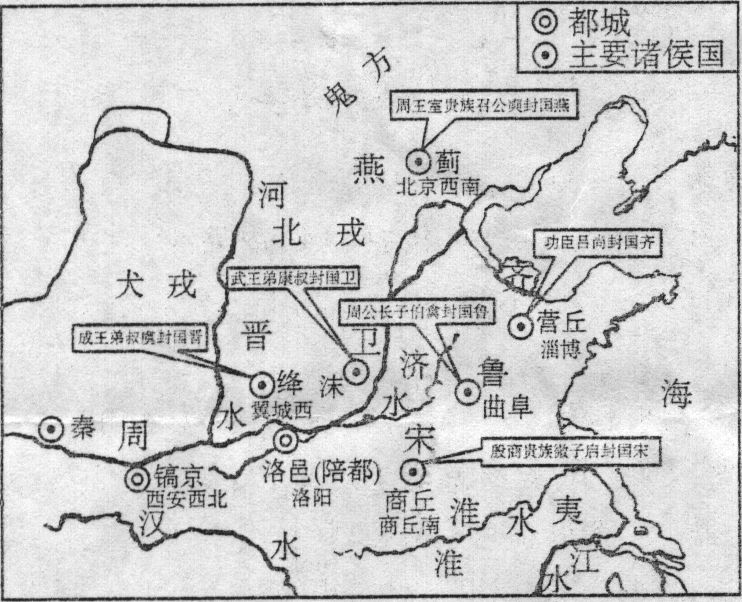 都城
主要诸侯国
鬼方
周王室贵族召公奭封国燕
燕
蓟
北京西南
河
北戎
功臣吕尚封国齐
齐
犬戎
武王弟康叔封国卫
周公长子伯禽封国鲁
营丘
淄博
成王弟叔虞封国晋
晋
卫
济
鲁
绛
沫
曲阜
海
翼城西
水
水
秦
周
宋
殷商贵族微子启封国宋
镐京
西安西北
洛邑(陪都)
洛阳
商丘
商丘南
淮
水
夷
汉
水
淮
江
水